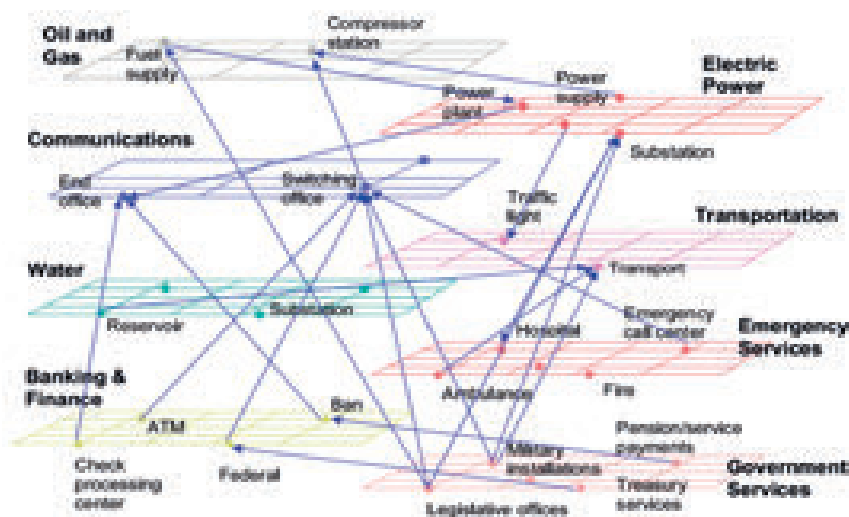 Oil and
Gas
Fuel
supply
Compressor
station
Electric
Power
Power
supply
Power
plant
Substation
Communications
End
office
Switching
office
Traffic
light
Transportation
Transport
Water
Reservoir
Substation
Hospital
Emergency
call center
Emergency
Services
Ambulance
Fire
Banking &
Finance
ATM
Ban
Check
processing
center
Federal
Military
installations
Pension/service
payments
Government
Services
Legislative offices
Treasury
services